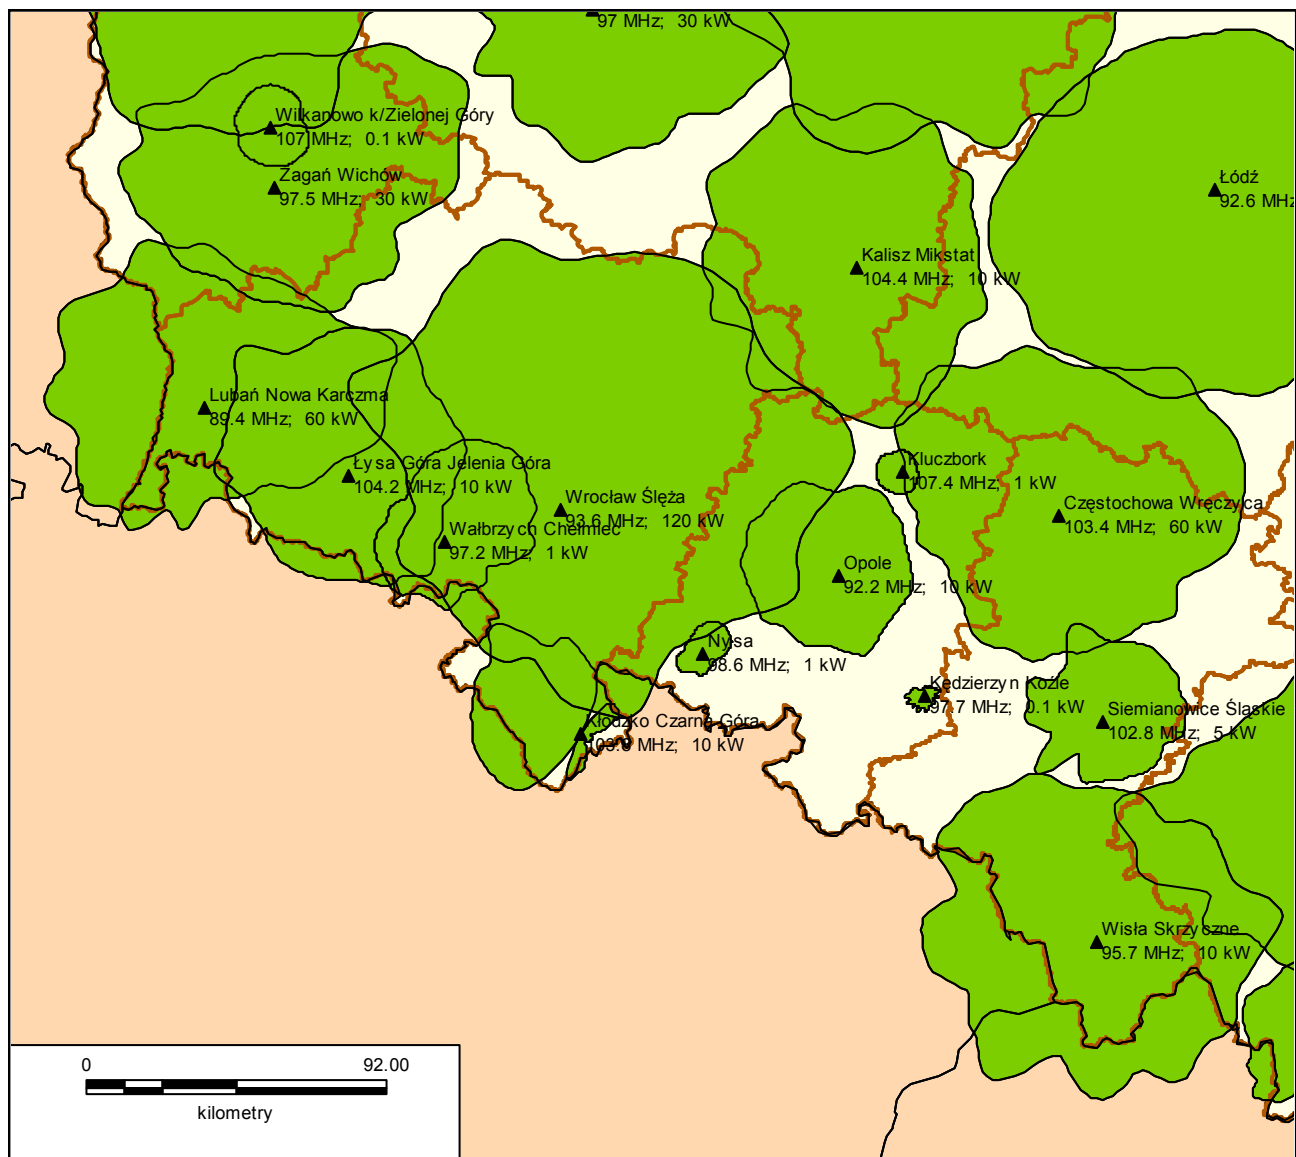 97 MHz; 30 kW
Wilkanowo k/Zielonej Góry
107 MHz; 0.1 kW
Żagań Wichów
97.5 MHz; 30 kW
Łódź
92.6 MHz
Kalisz Mikstat
104.4 MHz; 10 kW
Lubań Nowa Karczma
89.4 MHz; 60 kW
Łysa Góra Jelenia Góra
104.2 MHz; 10 kW
Wrocław Ślęża
93.6 MHz; 120 kW
Wałbrzych Chełmiec
97.2 MHz; 1 kW
Kluczbork
107.4 MHz; 1 kW
Częstochowa Wręczyca
103.4 MHz; 60 kW
Opole
92.2 MHz; 10 kW
Nysa
98.6 MHz; 1 kW
Kędzierzyn Koźle
97.7 MHz; 0.1 kW
Siemianowice Śląskie
102.8 MHz; 5 kW
Kłodzko Czarna Góra
MHz; 10 kW
Wisła Skrzyczne
95.7 MHz; 10 kW
0 92.00
kilometry